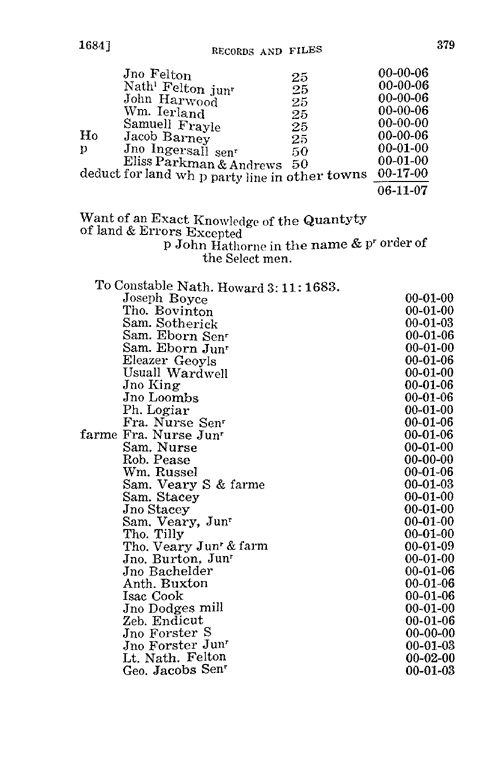 1684] RECORDS AND FILES 379
Jno Felton 25 00-00-06
Nathˡ Felton junʳ 25 00-00-06
John Harwood 25 00-00-06
Wm. Ierland 25 00-00-06
Samuell Frayle 25 00-00-00
Ho Jacob Barney 25 00-00-06
p Jno Ingersall senʳ 50 00-01-00
Eliss Parkman & Andrews 50 00-01-00
deduct for land wh p party line in other towns 00-17-00
06-11-07
Want of an Exact Knowledge of the Quantyty
of land & Errors Excepted
p John Hathorne in the name & pʳ order of
the Select men.
To Constable Nath. Howard 3: 11: 1683.
Joseph Boyce 00-01-00
Tho. Bovinton 00-01-00
Sam. Sotherick 00-01-03
Sam. Eborn Senʳ 00-01-06
Sam. Eborn Junʳ 00-01-00
Eleazer Geoyls 00-01-06
Usuall Wardwell 00-01-00
Jno King 00-01-06
Jno Loombs 00-01-06
Ph. Logiar 00-01-00
Fra. Nurse Senʳ 00-01-06
farme Fra. Nurse Junʳ 00-01-06
Sam. Nurse 00-01-00
Rob. Pease 00-00-00
Wm. Russel 00-01-06
Sam. Veary S & farme 00-01-03
Sam. Stacey 00-01-00
Jno Stacey 00-01-00
Sam. Veary, Junʳ 00-01-00
Tho. Tilly 00-01-00
Tho. Veary Junʳ & farm 00-01-09
Jno. Burton, Junʳ 00-01-00
Jno Bachelder 00-01-06
Anth. Buxton 00-01-06
Isac Cook 00-01-06
Jno Dodges mill 00-01-00
Zeb. Endicut 00-01-06
Jno Forster S 00-00-00
Jno Forster Junʳ 00-01-03
Lt. Nath. Felton 00-02-00
Geo. Jacobs Senʳ 00-01-03